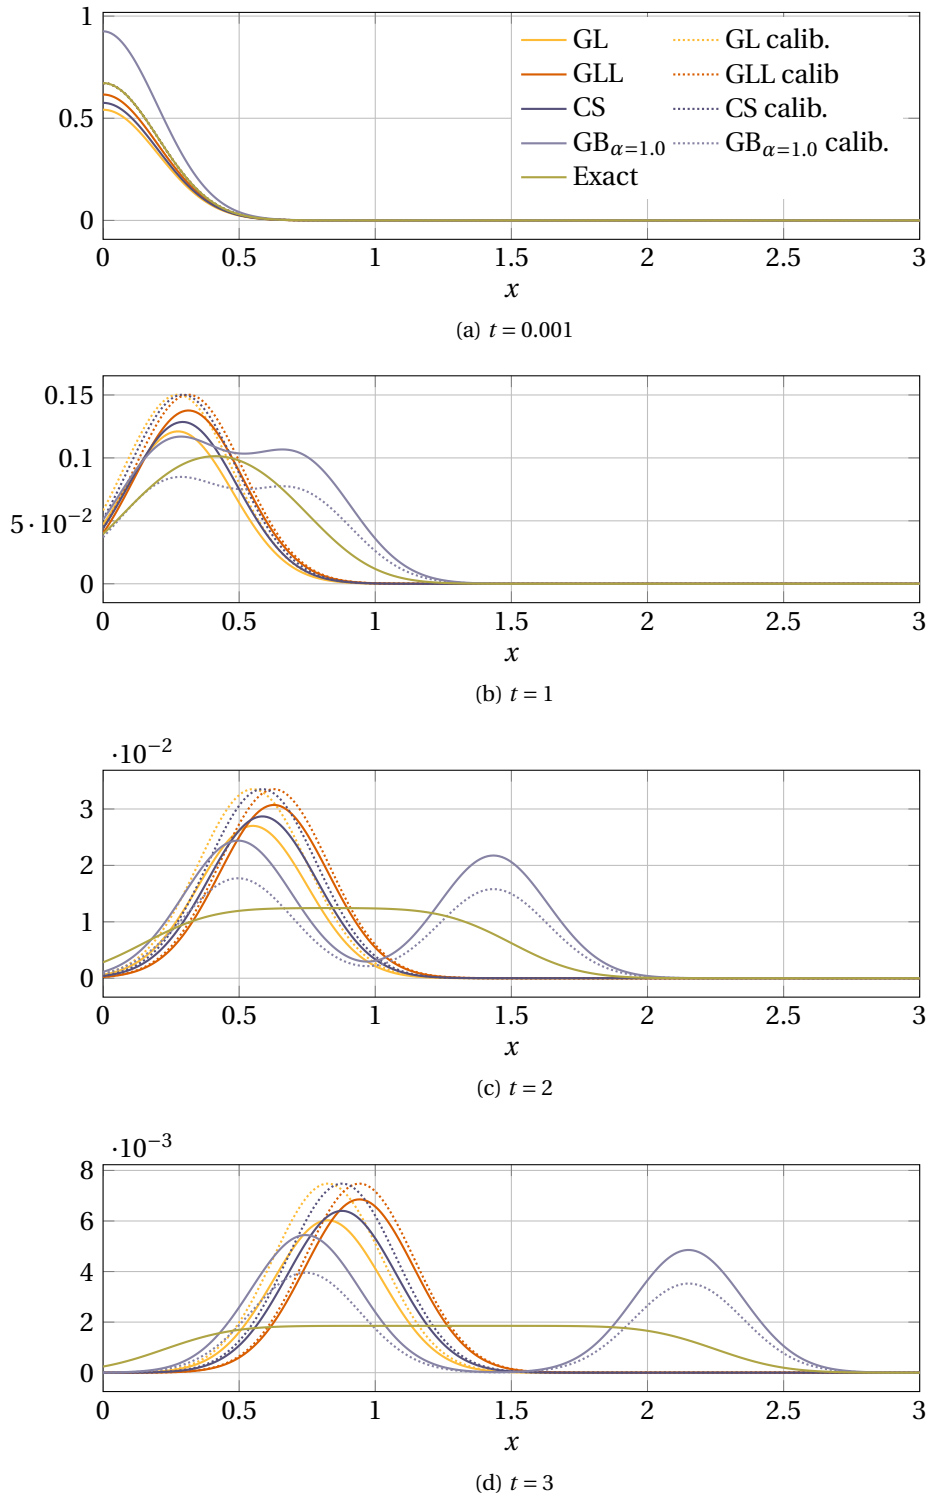 1
0.5
0
GL
GL calib.
GLL
GLL calib
CS
CS calib.
GB_{α=1.0}
GB_{α=1.0} calib.
Exact
0 0.5 1 1.5 2 2.5 3
x
(a) t = 0.001
0.15
0.1
5 · 10^{−2}
0
0 0.5 1 1.5 2 2.5 3
x
(b) t = 1
·10^{−2}
3
2
1
0
0 0.5 1 1.5 2 2.5 3
x
(c) t = 2
·10^{−3}
8
6
4
2
0
0 0.5 1 1.5 2 2.5 3
x
(d) t = 3